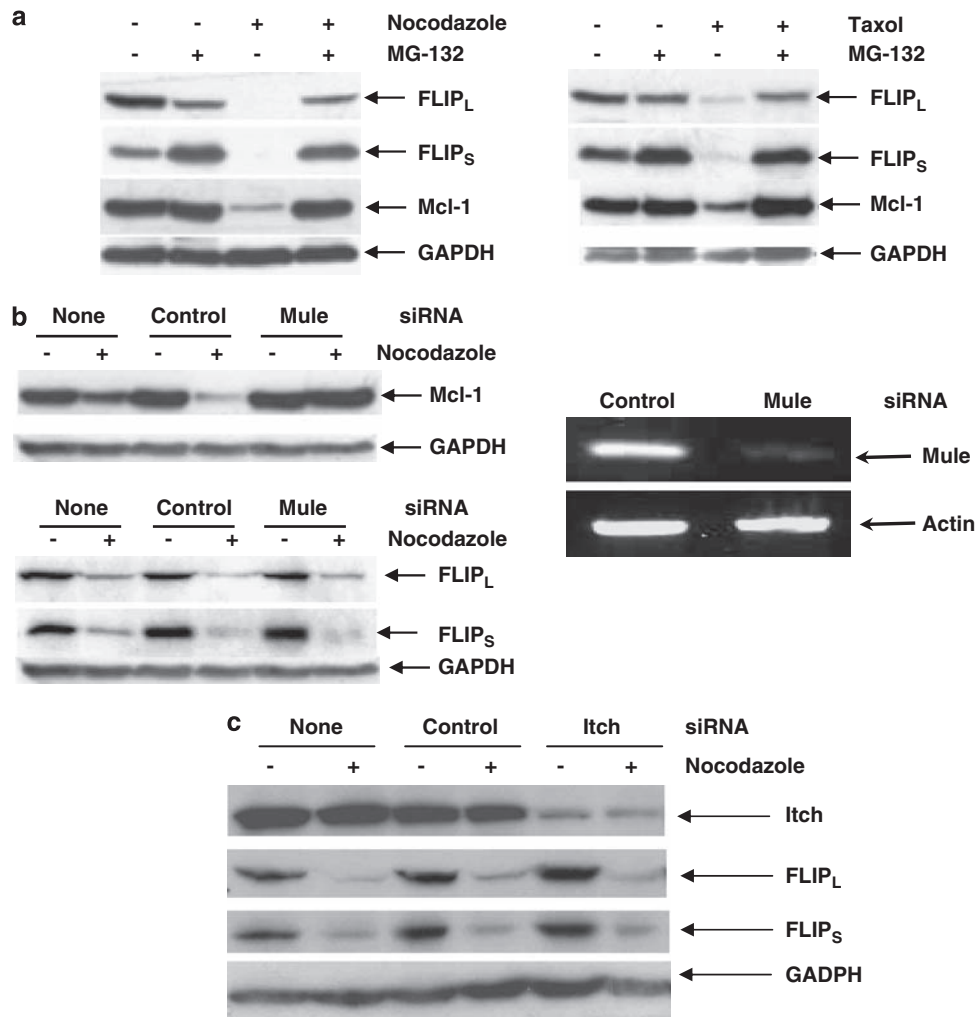 a
- - + + Nocodazole
- + - + MG-132
FLIPL
FLIPS
Mcl-1
GAPDH
- - + + Taxol
- + - + MG-132
FLIPL
FLIPS
Mcl-1
GAPDH
b
None Control Mule siRNA
- + - + - + Nocodazole
Mcl-1
GAPDH
None Control Mule siRNA
- + - + - + Nocodazole
FLIPL
FLIPS
GAPDH
Control Mule siRNA
Mule
Actin
c
None Control Itch siRNA
- + - + - + Nocodazole
Itch
FLIPL
FLIPS
GADPH